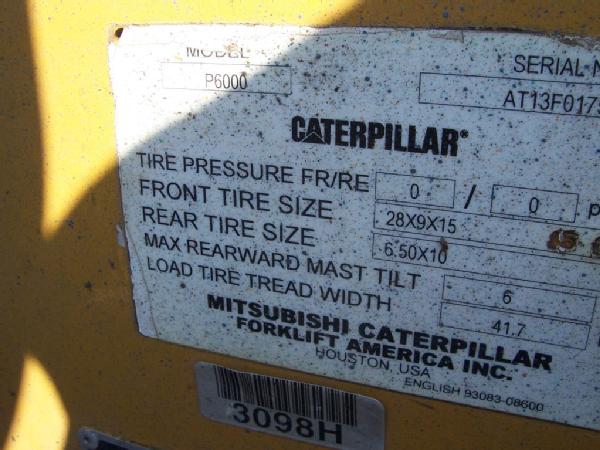 MODEL
SERIAL N
P6000
AT13F0175
CATERPILLAR
TIRE PRESSURE FR/RE 0 / 0 p
FRONT TIRE SIZE 28X9X15
REAR TIRE SIZE 6.50X10
MAX REARWARD MAST TILT 6
LOAD TIRE TREAD WIDTH 41.7
MITSUBISHI CATERPILLAR
FORKLIFT AMERICA INC.
HOUSTON, USA
ENGLISH 93083-08600
3098H